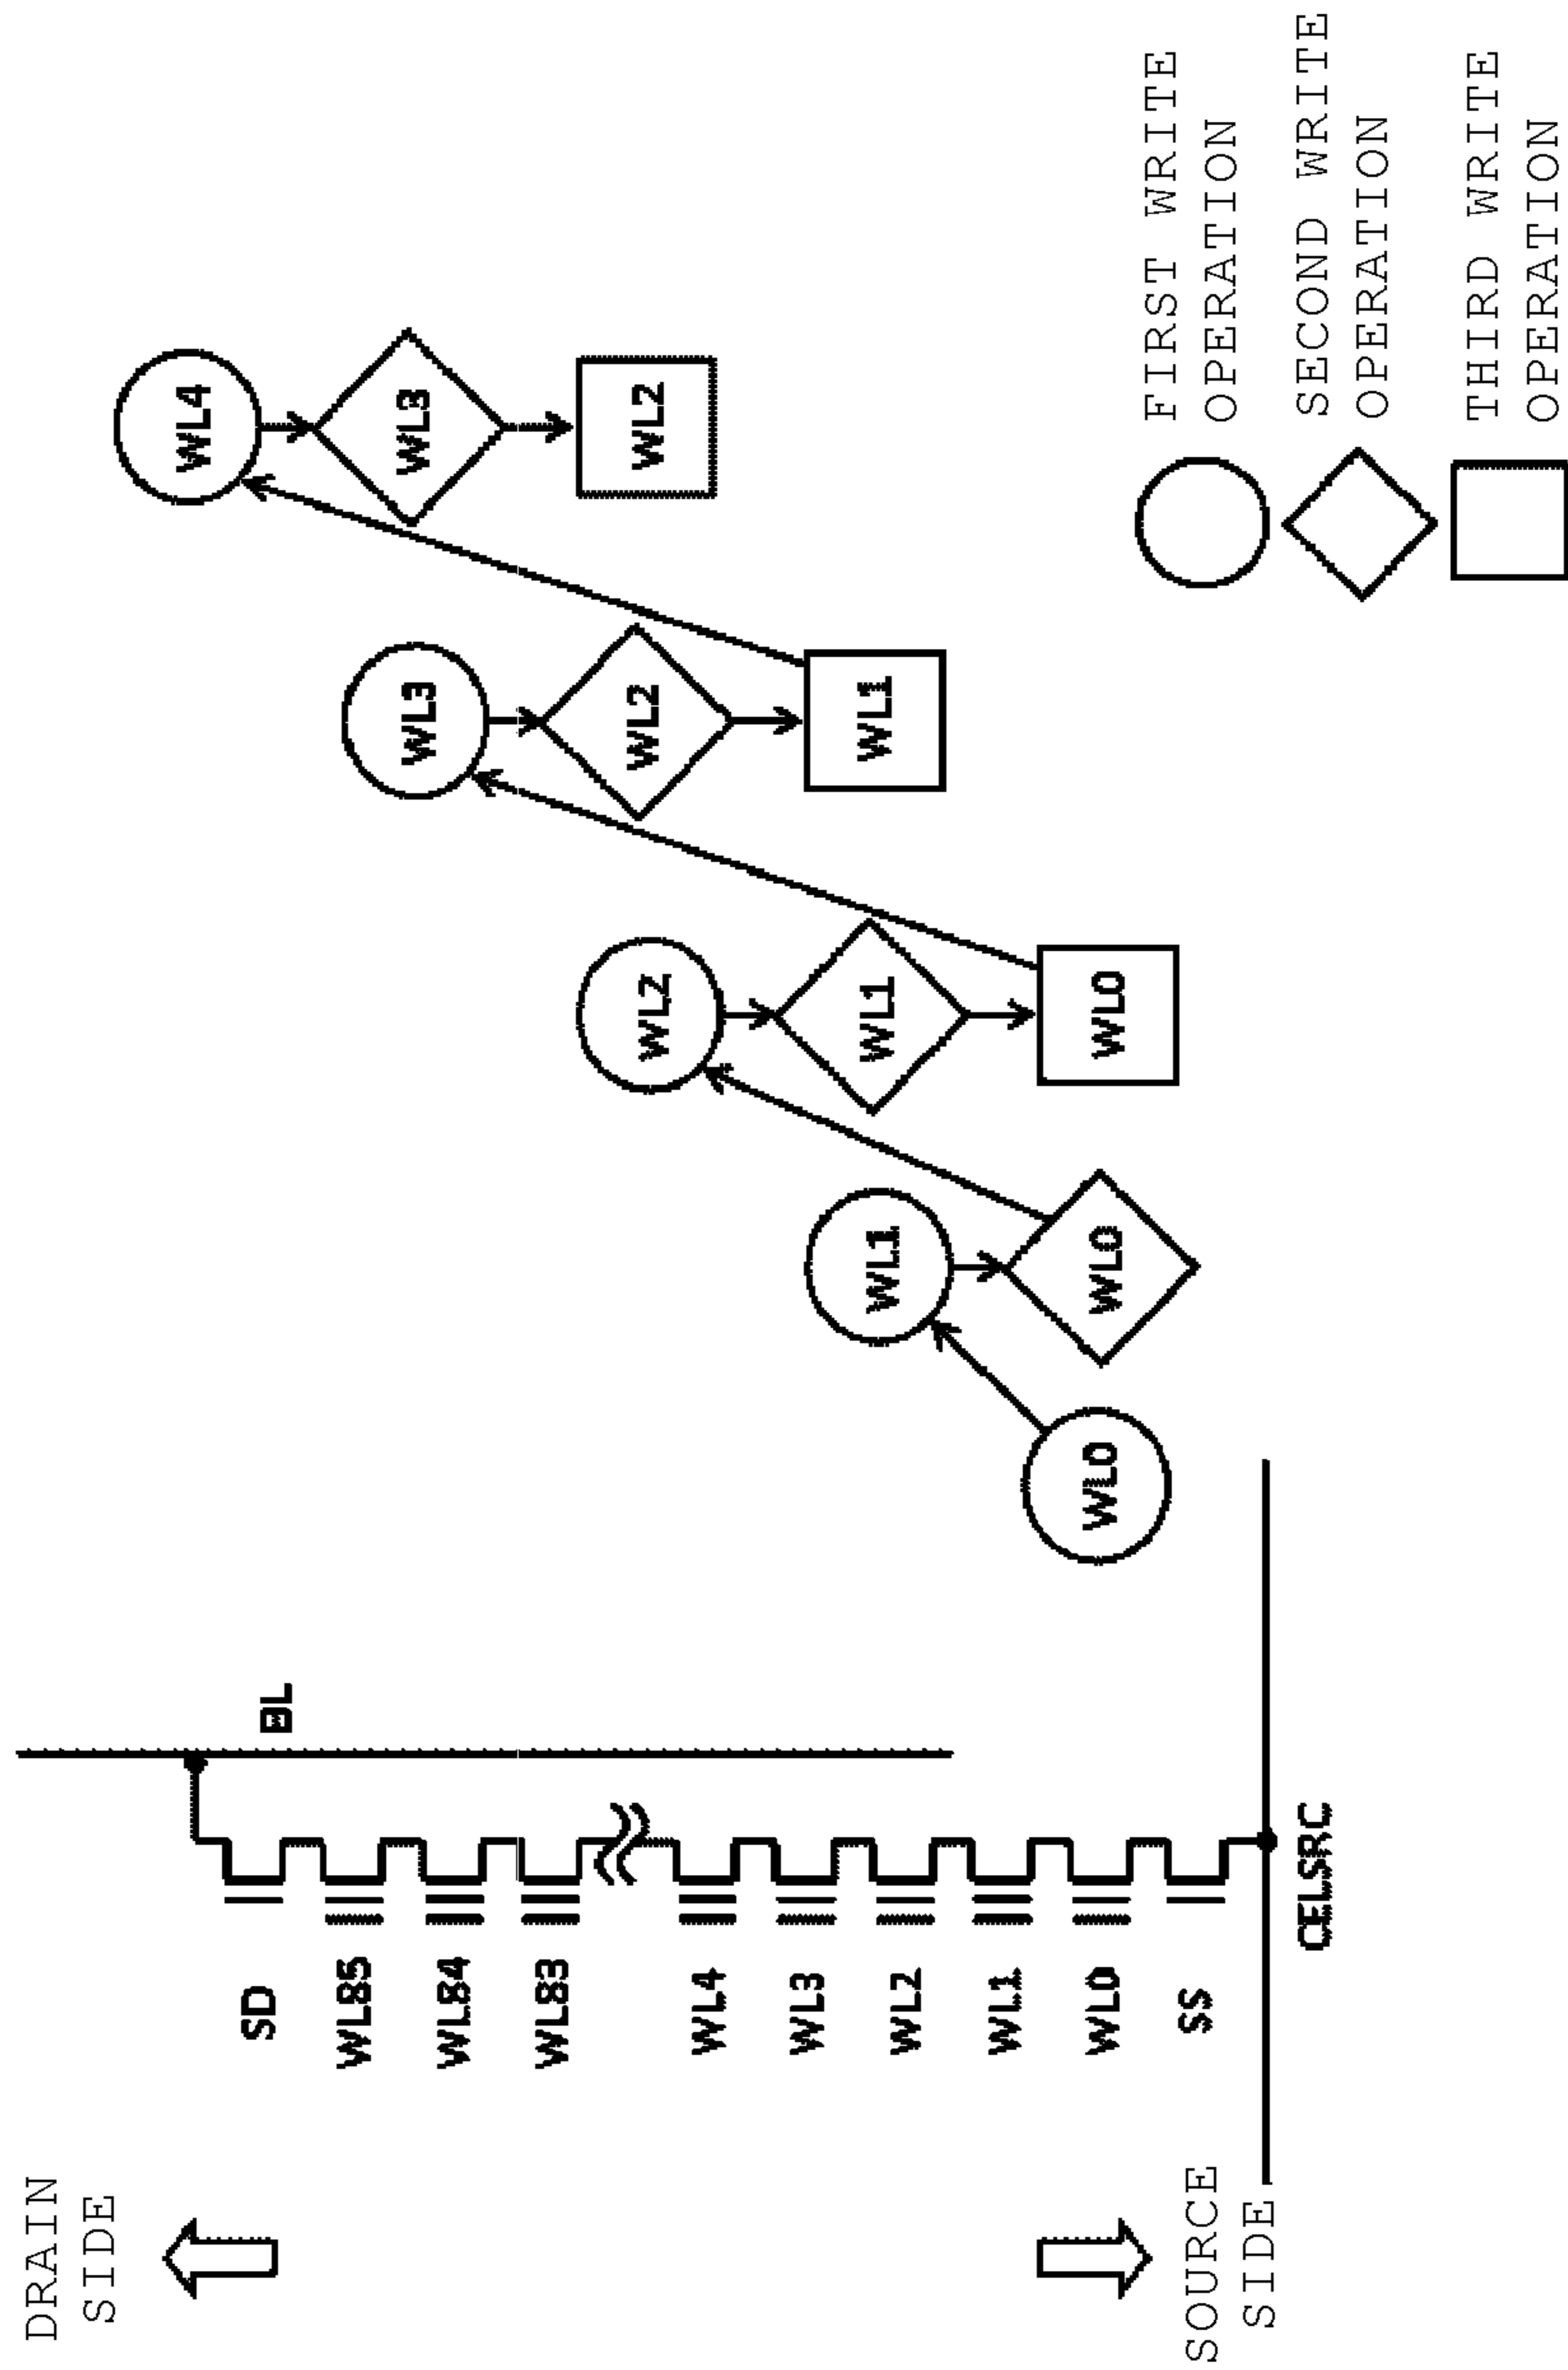 DRAIN
SIDE
SOURCE
SIDE
SD
WL85
WL84
WL83
WL4
WL3
WL2
WL1
WL0
SS
CELSRC
BL
WL0
WL1
WL0
WL2
WL1
WL0
WL3
WL2
WL1
WL4
WL3
WL2
FIRST WRITE
OPERATION
SECOND WRITE
OPERATION
THIRD WRITE
OPERATION